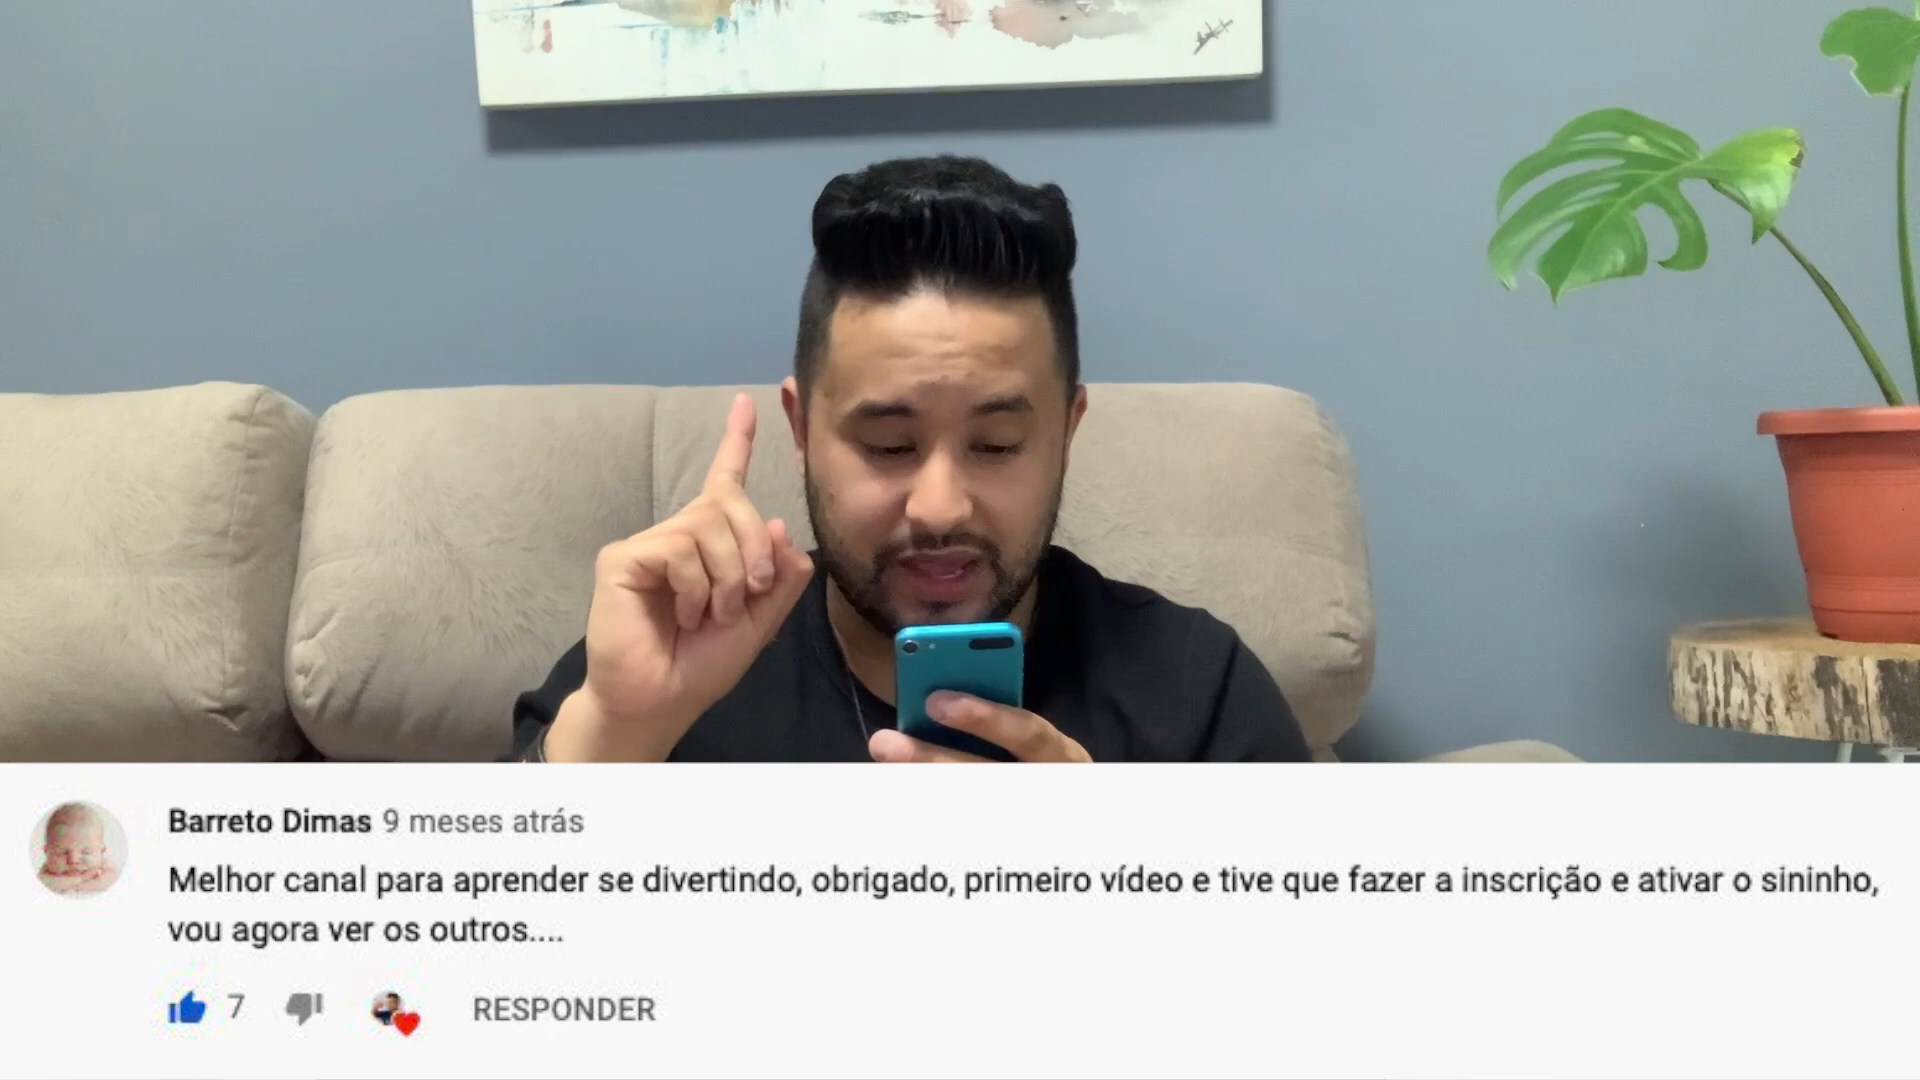 Barreto Dimas 9 meses atrás
Melhor canal para aprender se divertindo, obrigado, primeiro vídeo e tive que fazer a inscrição e ativar o sininho,
vou agora ver os outros....
7 RESPONDER